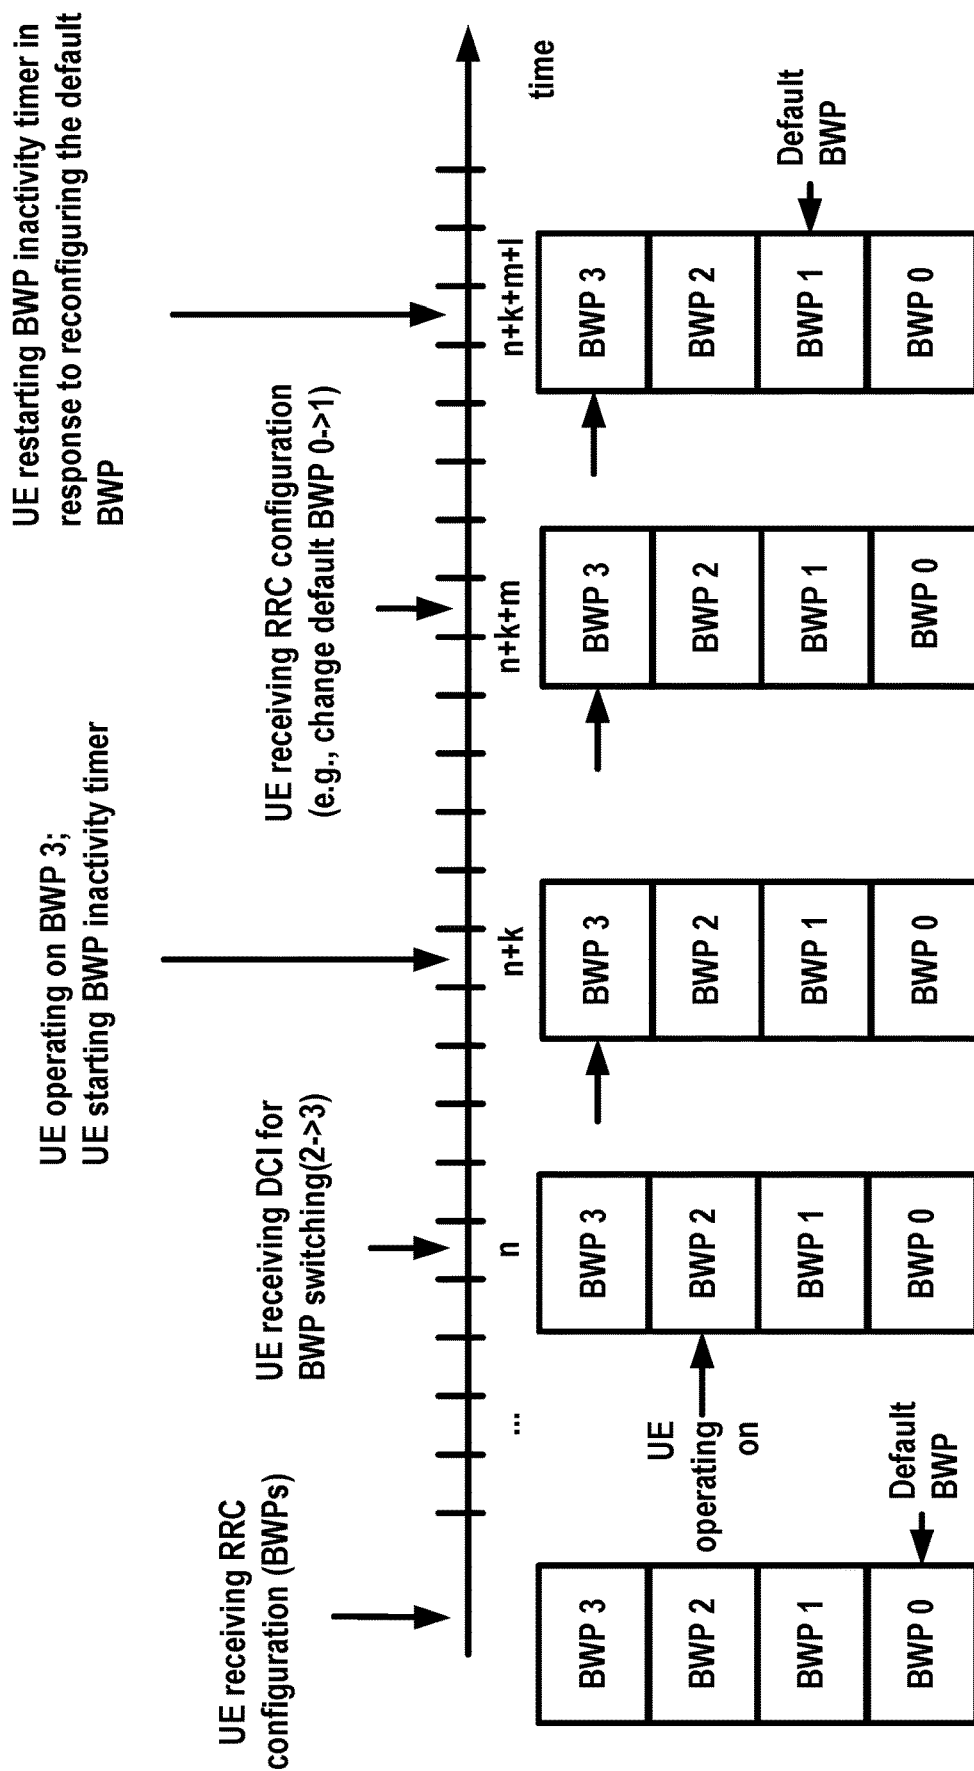 UE receiving RRC
configuration (BWPs)
UE receiving DCI for
BWP switching(2->3)
UE operating on BWP 3;
UE starting BWP inactivity timer
UE receiving RRC configuration
(e.g., change default BWP 0->1)
UE restarting BWP inactivity timer in
response to reconfiguring the default
BWP
...
n
n+k
n+k+m
n+k+m+l
time
BWP 3
BWP 2
BWP 1
BWP 0
Default
BWP
UE
operating
on
BWP 3
BWP 2
BWP 1
BWP 0
BWP 3
BWP 2
BWP 1
BWP 0
BWP 3
BWP 2
BWP 1
BWP 0
BWP 3
BWP 2
BWP 1
BWP 0
Default
BWP